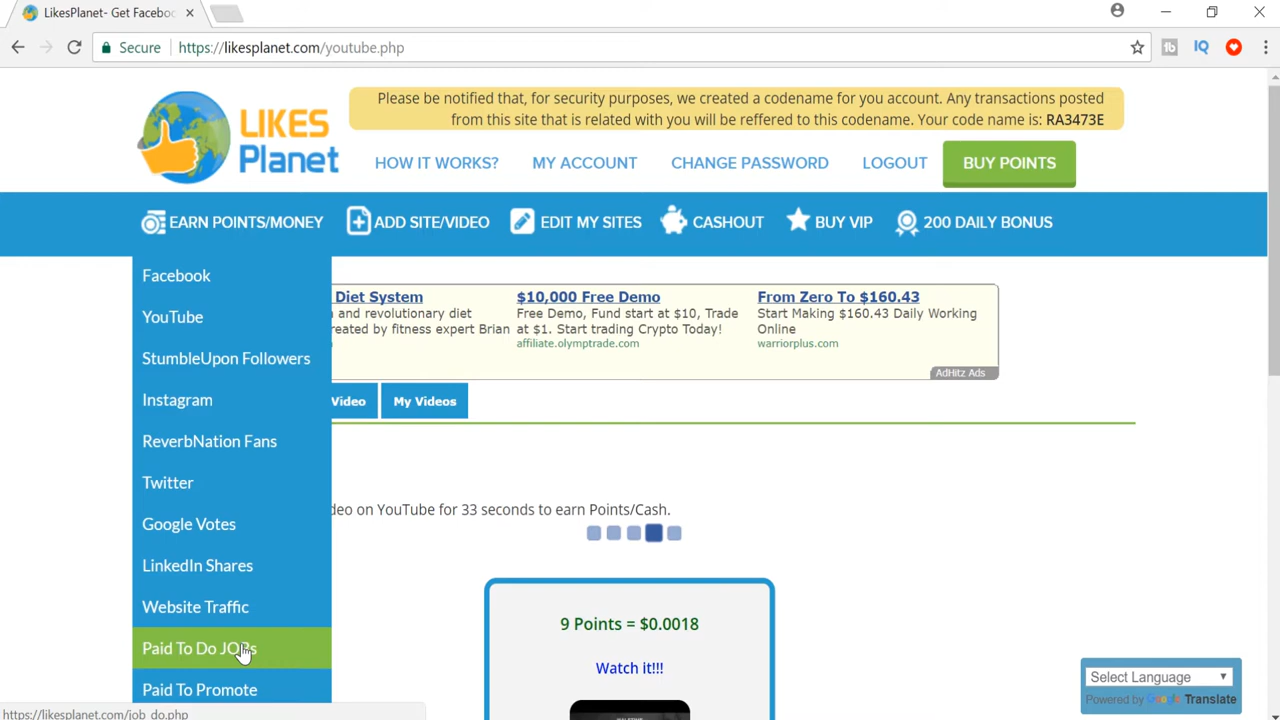 LikesPlanet- Get Faceboo
Secure
https://likesplanet.com/youtube.php
LIKES
Planet
Please be notified that, for security purposes, we created a codename for you account. Any transactions posted
from this site that is related with you will be reffered to this codename. Your code name is: RA3473E
HOW IT WORKS? MY ACCOUNT CHANGE PASSWORD LOGOUT BUY POINTS
EARN POINTS/MONEY ADD SITE/VIDEO EDIT MY SITES CASHOUT BUY VIP 200 DAILY BONUS
Facebook
YouTube
StumbleUpon Followers
Instagram
ReverbNation Fans
Twitter
Google Votes
LinkedIn Shares
Website Traffic
Paid To Do JOBs
Paid To Promote
Diet System
and revolutionary diet
created by fitness expert Brian
$10,000 Free Demo
Free Demo, Fund start at $10, Trade
at $1. Start trading Crypto Today!
affiliate.olymptrade.com
From Zero To $160.43
Start Making $160.43 Daily Working
Online
warriorplus.com
AdHitz Ads
Video My Videos
deo on YouTube for 33 seconds to earn Points/Cash.
9 Points = $0.0018
Watch it!!!
Select Language
Powered by Google Translate
https://likesplanet.com/job_do.php